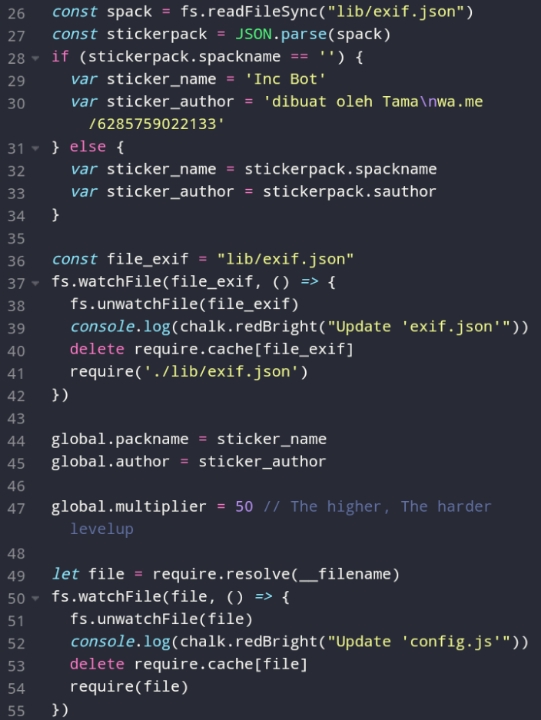 26 const spack = fs.readFileSync("lib/exif.json")
27 const stickerpack = JSON.parse(spack)
28 if (stickerpack.spackname == '') {
29 var sticker_name = 'Inc Bot'
30 var sticker_author = 'dibuat oleh Tama\nwa.me
/6285759022133'
31 } else {
32 var sticker_name = stickerpack.spackname
33 var sticker_author = stickerpack.sauthor
34 }
35
36 const file_exif = "lib/exif.json"
37 fs.watchFile(file_exif, () => {
38 fs.unwatchFile(file_exif)
39 console.log(chalk.redBright("Update 'exif.json'"))
40 delete require.cache[file_exif]
41 require('./lib/exif.json')
42 })
43
44 global.packname = sticker_name
45 global.author = sticker_author
46
47 global.multiplier = 50 // The higher, The harder
levelup
48
49 let file = require.resolve(__filename)
50 fs.watchFile(file, () => {
51 fs.unwatchFile(file)
52 console.log(chalk.redBright("Update 'config.js'"))
53 delete require.cache[file]
54 require(file)
55 })